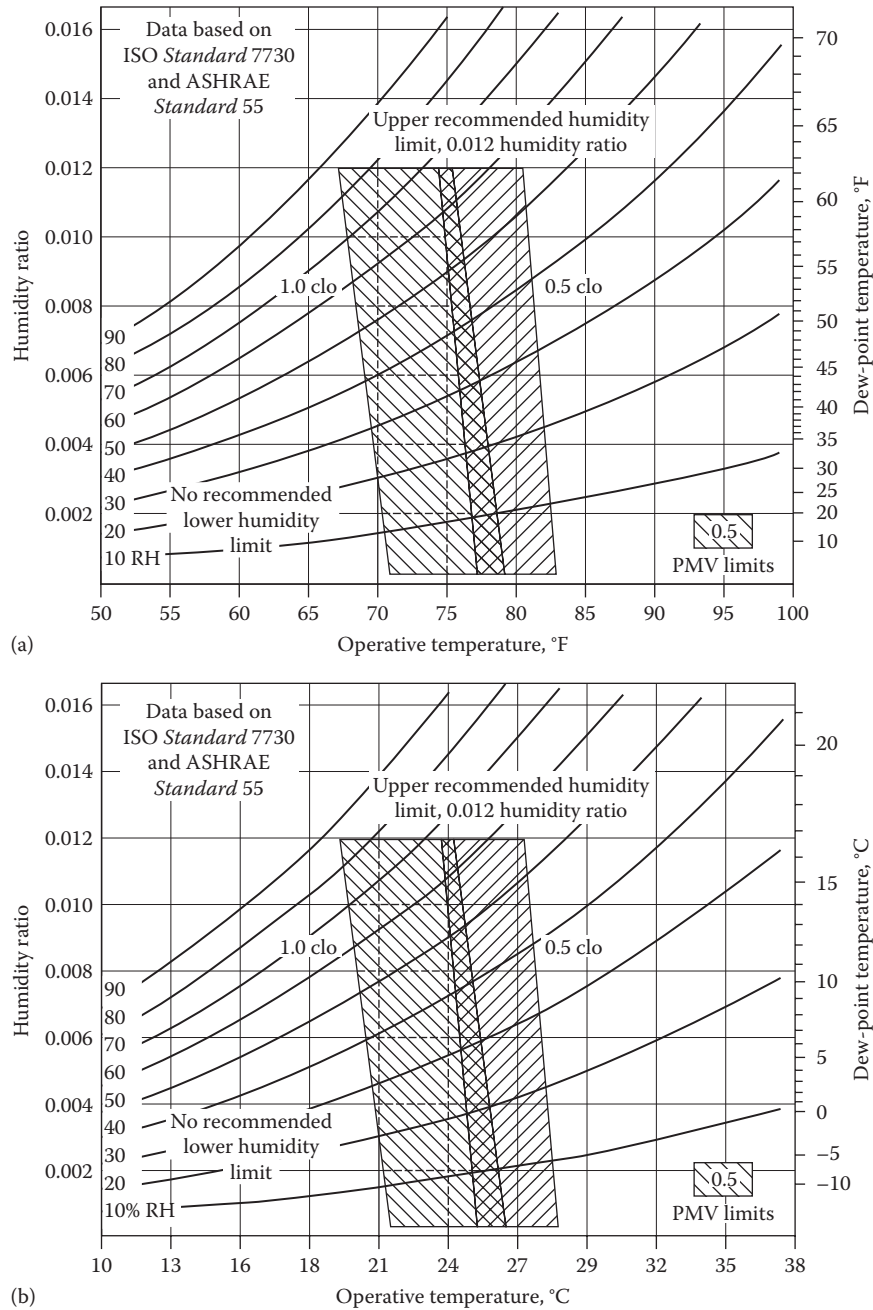 0.016
0.014
0.012
0.010
0.008
0.006
0.004
0.002
Humidity ratio
Data based on
ISO Standard 7730
and ASHRAE
Standard 55
Upper recommended humidity
limit, 0.012 humidity ratio
1.0 clo
0.5 clo
90
80
70
60
50
40
30
20
10 RH
No recommended
lower humidity
limit
0.5
PMV limits
70
65
60
55
50
45
40
35
30
25
20
10
Dew-point temperature, °F
50 55 60 65 70 75 80 85 90 95 100
(a)
Operative temperature, °F
0.016
0.014
0.012
0.010
0.008
0.006
0.004
0.002
Humidity ratio
Data based on
ISO Standard 7730
and ASHRAE
Standard 55
Upper recommended humidity
limit, 0.012 humidity ratio
1.0 clo
0.5 clo
90
80
70
60
50
40
30
20
10% RH
No recommended
lower humidity
limit
0.5
PMV limits
20
15
10
5
0
−5
−10
Dew-point temperature, °C
10 13 16 18 21 24 27 29 32 35 38
(b)
Operative temperature, °C